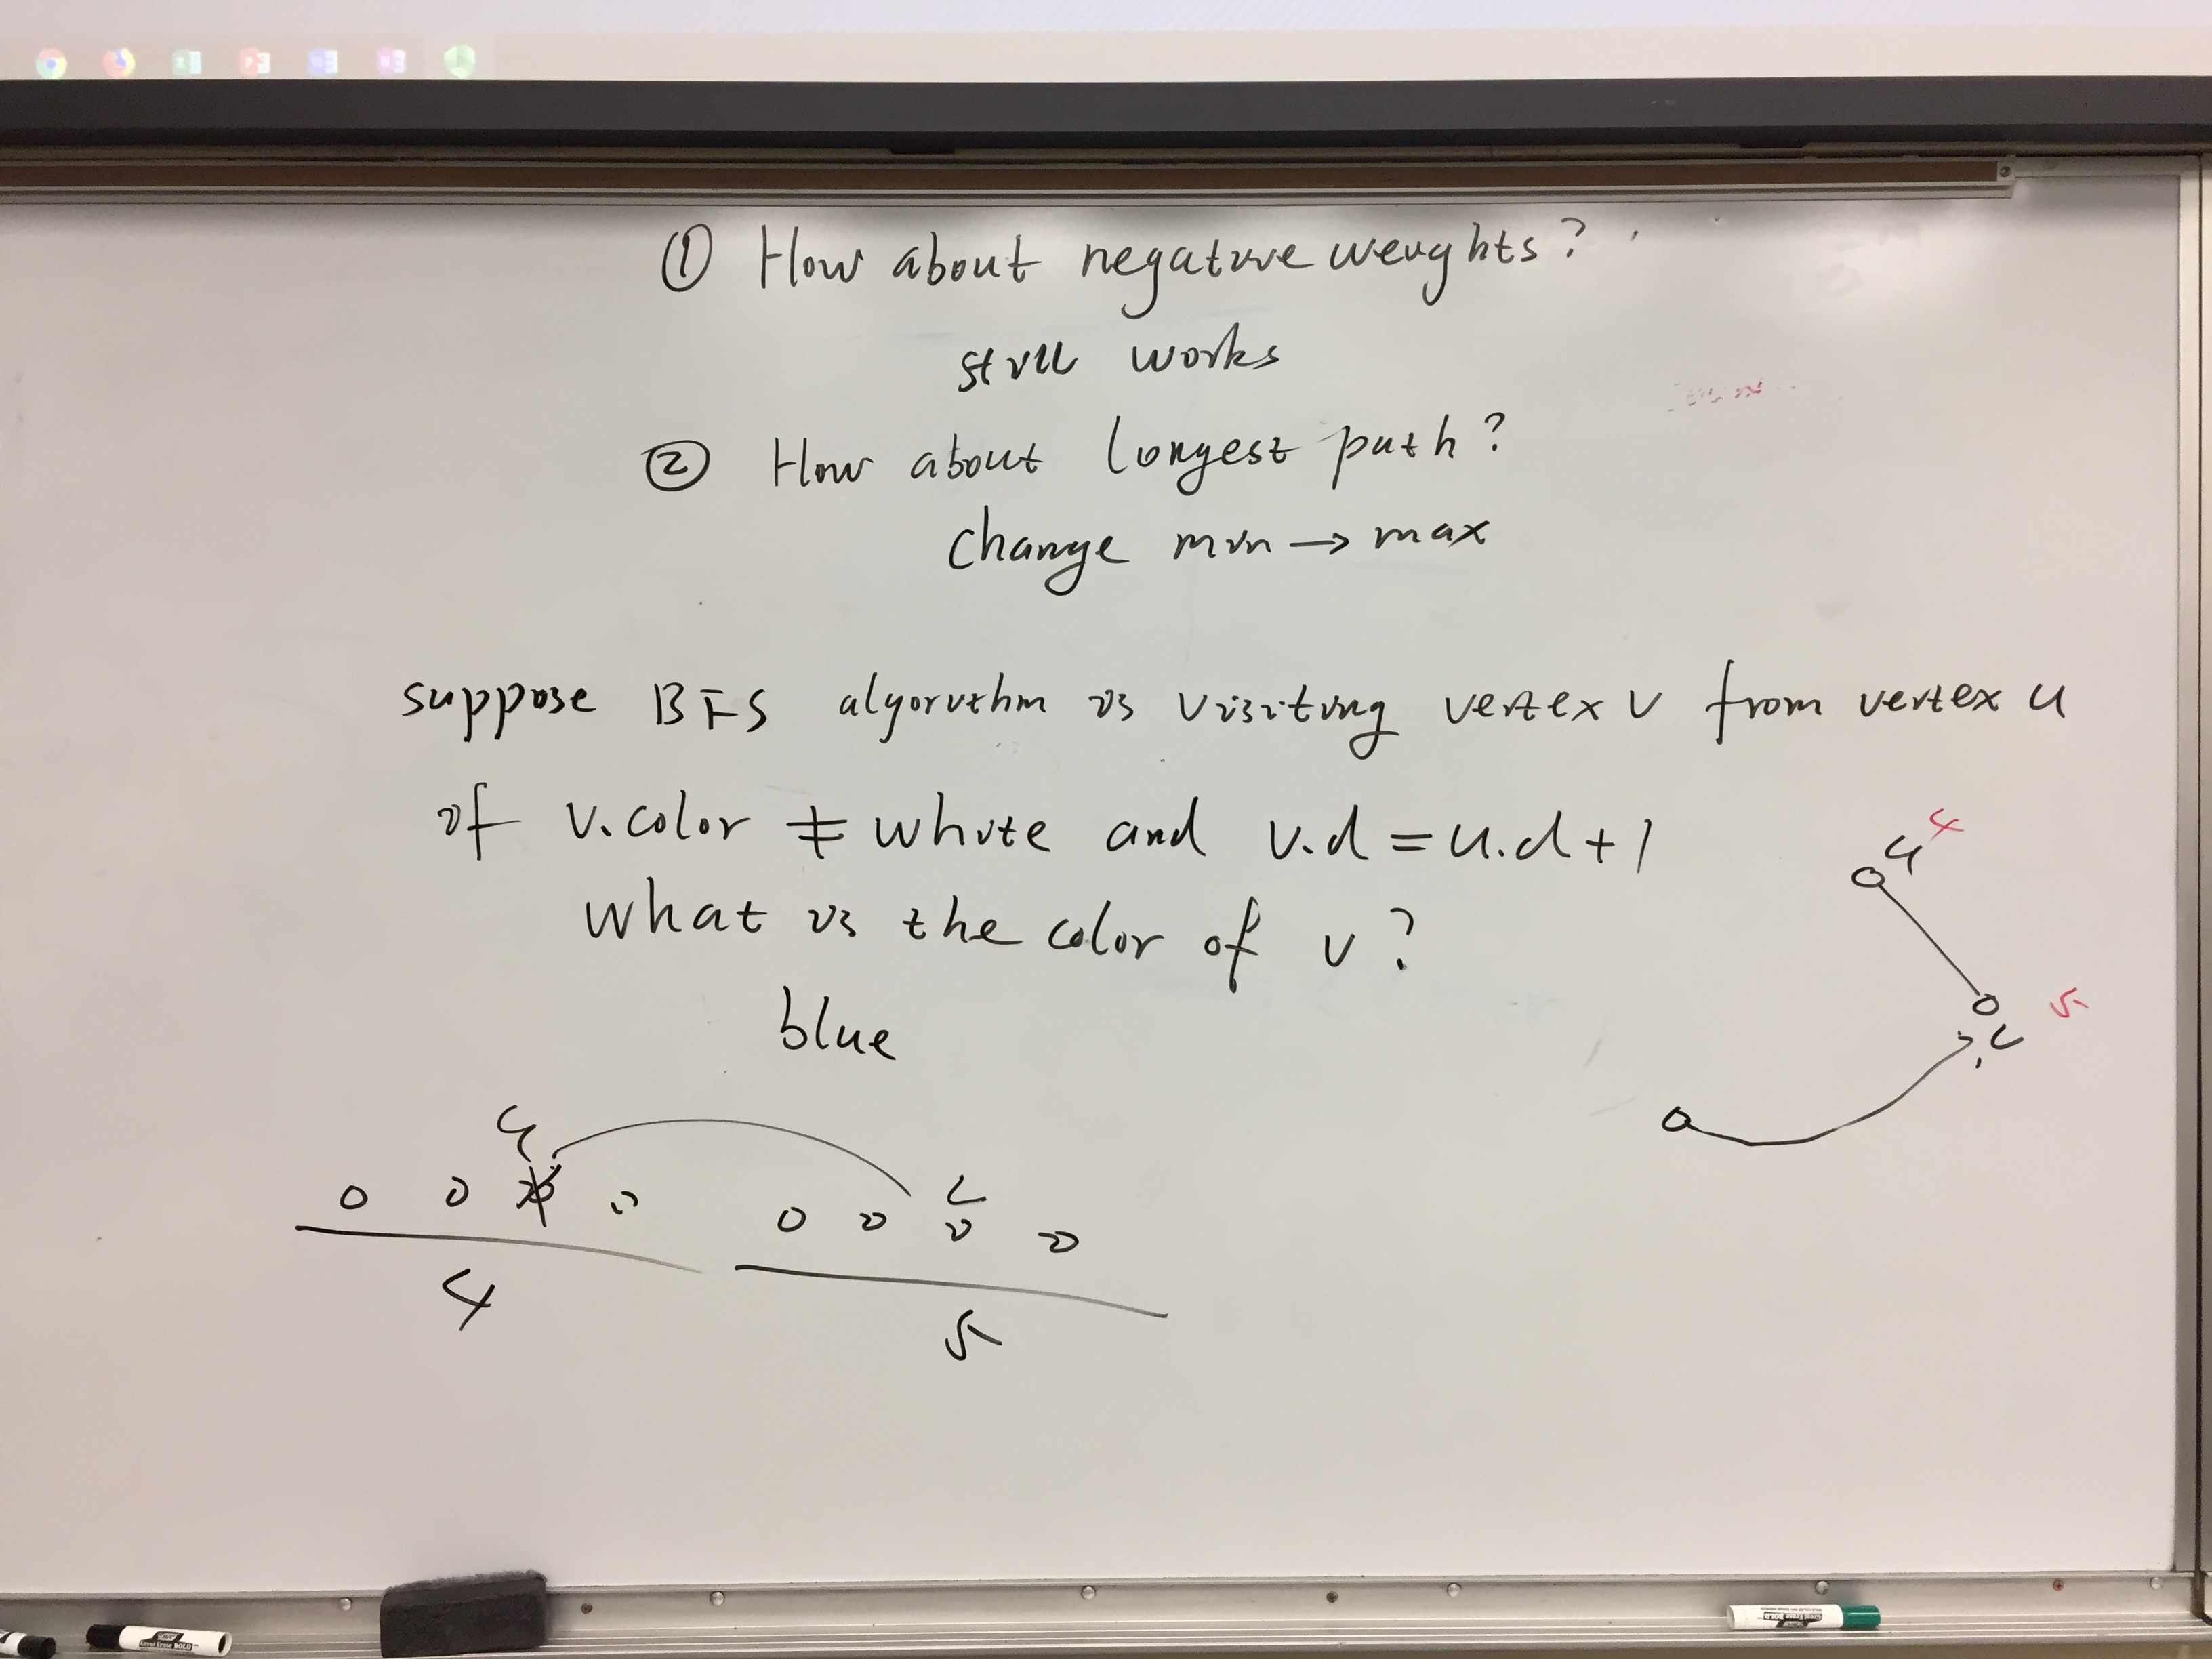 ① How about negative weights?
still works
② How about longest path?
change min → max
suppose BFS algorithm is visiting vertex v from vertex u
if v.color ≠ white and v.d = u.d + 1
what is the color of v?
blue
u 4
5
v
u
v
4
5